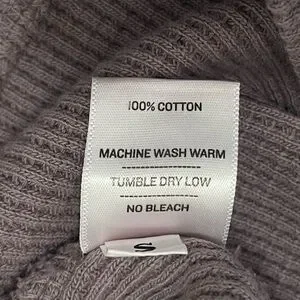 100% COTTON
MACHINE WASH WARM
TUMBLE DRY LOW
NO BLEACH
S